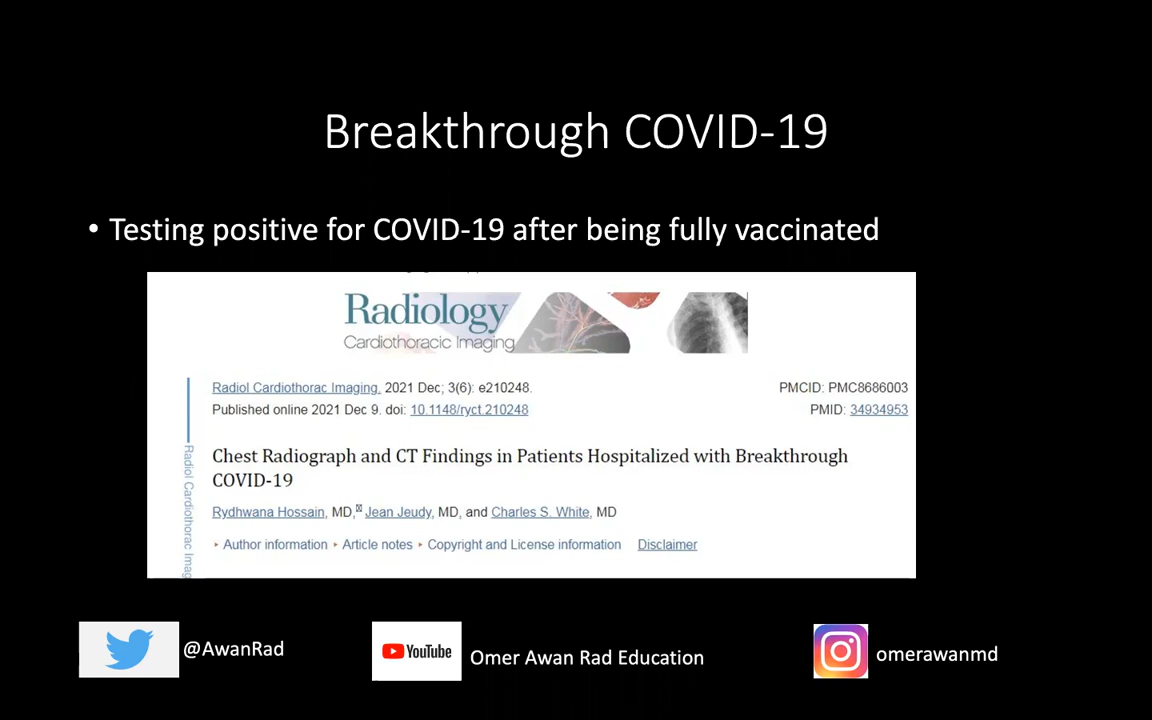 Breakthrough COVID-19
• Testing positive for COVID-19 after being fully vaccinated
Radiology
Cardiothoracic Imaging
Radiol Cardiothorac Imaging. 2021 Dec; 3(6): e210248.
PMCID: PMC8686003
Published online 2021 Dec 9. doi: 10.1148/ryct.210248
PMID: 34934953
Radiol Cardiothorac Imag
Chest Radiograph and CT Findings in Patients Hospitalized with Breakthrough
COVID-19
Rydhwana Hossain, MD, Jean Jeudy, MD, and Charles S. White, MD
▸ Author information ▸ Article notes ▸ Copyright and License information Disclaimer
@AwanRad
YouTube
Omer Awan Rad Education
omerawanmd